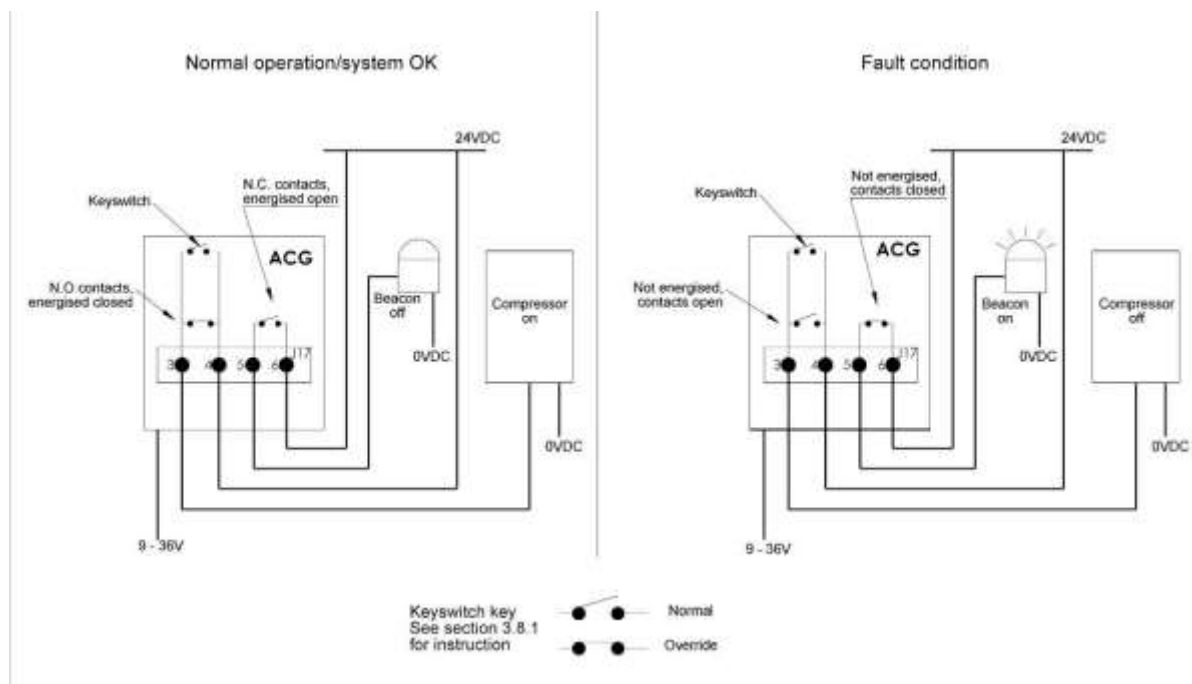 Normal operation/system OK
24VDC
N.C. contacts,
energised open
Keyswitch
ACG
N.O contacts,
energised closed
Beacon
off
Compressor
on
3 4 5 6 J17
0VDC
0VDC
9 - 36V
Fault condition
24VDC
Not energised,
contacts closed
Keyswitch
ACG
Not energised,
contacts open
Beacon
on
Compressor
off
3 4 5 6 J17
0VDC
0VDC
9 - 36V
Keyswitch key
See section 3.8.1
for instruction
Normal
Override